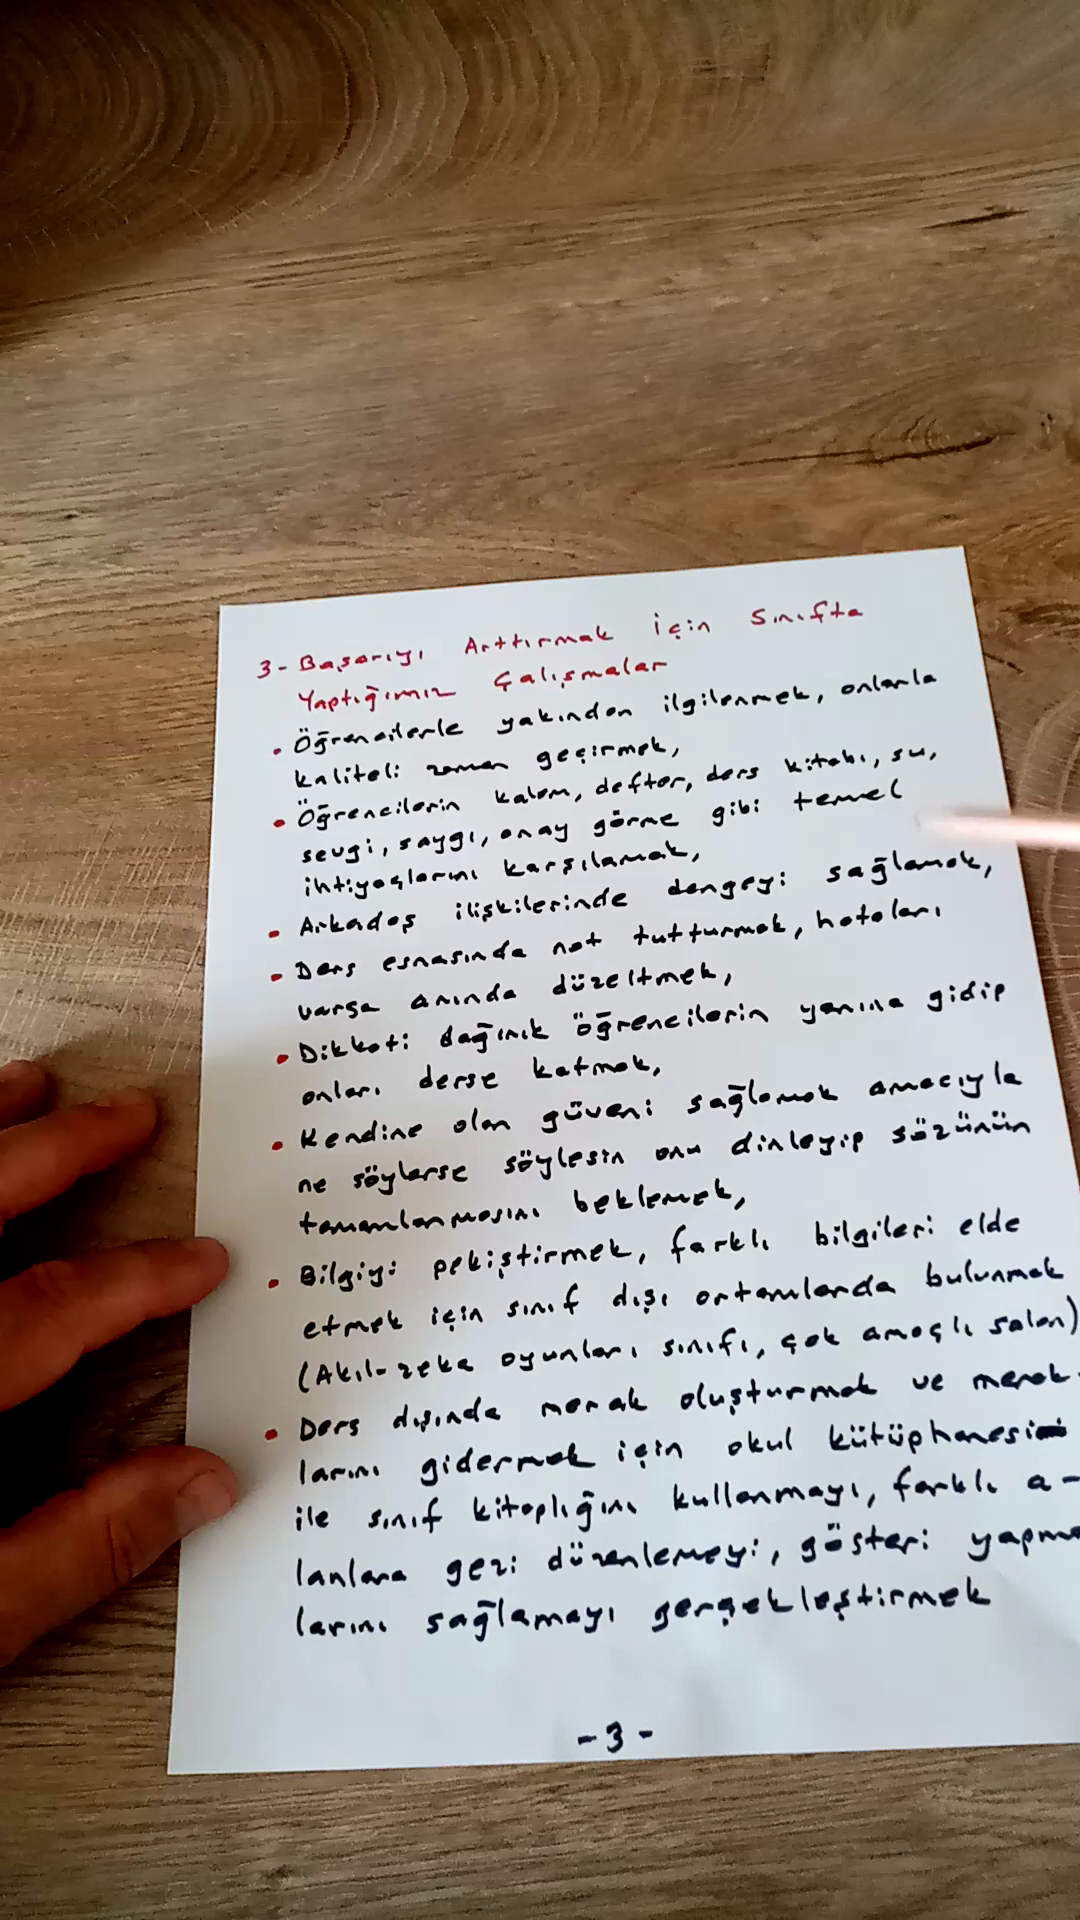 3- Başarıyı Arttırmak İçin Sınıfta
Yaptığımız Çalışmalar
• Öğrencilerle yakından ilgilenmek, onlarla
kaliteli zaman geçirmek,
• Öğrencilerin kalem, defter, ders kitabı, su,
sevgi, saygı, onay görme gibi temel
ihtiyaçlarını karşılamak,
• Arkadaş ilişkilerinde dengeyi sağlamak,
• Ders esnasında not tutturmak, hataları
varsa anında düzeltmek,
• Dikkati dağınık öğrencilerin yanına gidip
onları derse katmak,
• Kendine olan güveni sağlamak amacıyla
ne söylerse söylesin onu dinleyip sözünün
tamamlanmasını beklemek,
• Bilgiyi pekiştirmek, farklı bilgileri elde
etmek için sınıf dışı ortamlarda bulunmak
(Akıl-zeka oyunları sınıfı, çok amaçlı salon)
• Ders dışında merak oluşturmak ve merak-
larını gidermek için okul kütüphanesi
ile sınıf kitaplığını kullanmayı, farklı a-
lanlara gezi düzenlemeyi, gösteri yapma
larını sağlamayı gerçekleştirmek
-3-